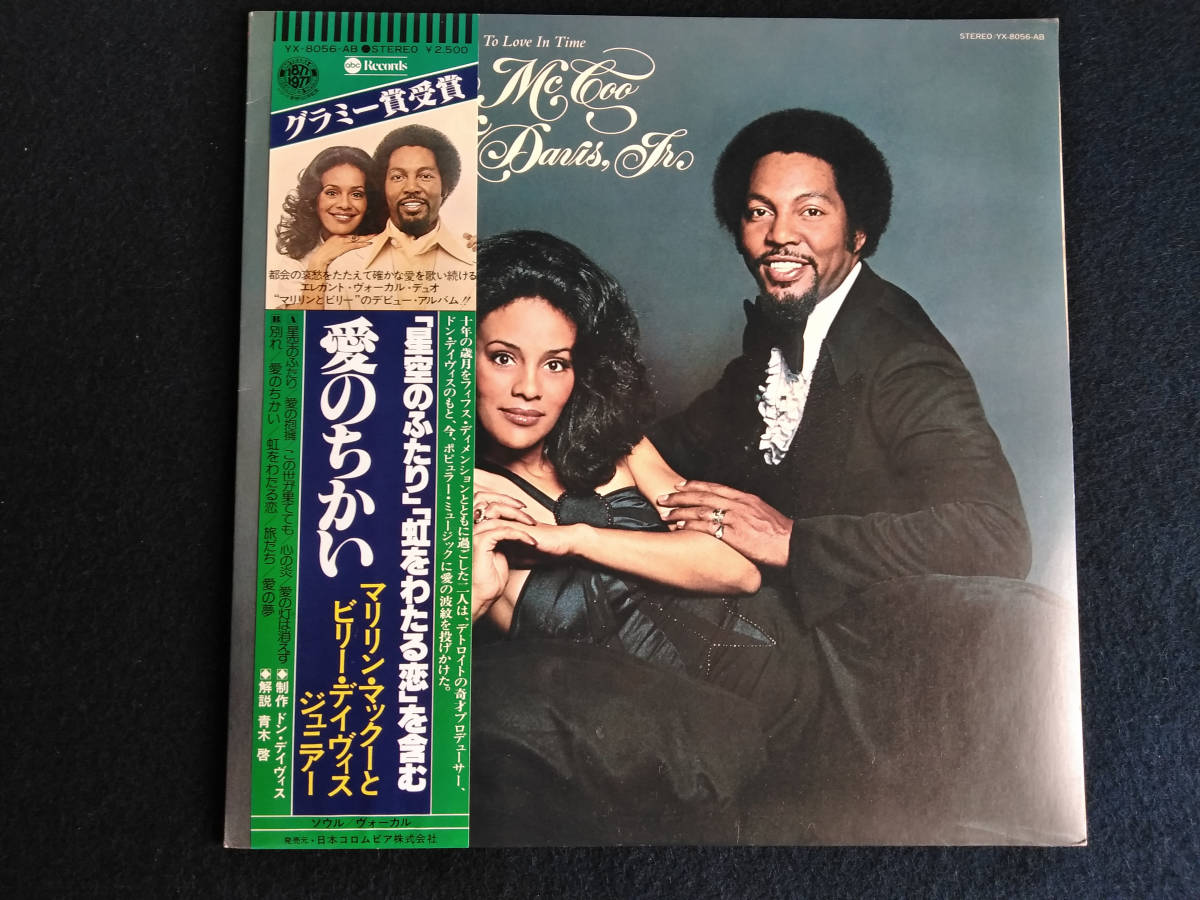 YX-8056-AB ●STEREO ¥2,500
1877 1977
abc Records
グラミー賞受賞
都会の哀愁をたたえて確かな愛を歌い続ける
エレガント・ヴォーカル・デュオ
“マリリンとビリー”のデビュー・アルバム!!
十年の歳月をフィフス・ディメンションとともに過ごした二人は、デトロイトの奇才プロデューサー、
ドン・デイヴィスのもと、今、ポピュラー・ミュージックに愛の波紋を投げかけた。
「星空のふたり」「虹をわたる恋」を含む
愛のちかい
マリリン・マックーと
ビリー・デイヴィス
ジュニアー
A 星空のふたり/愛の抱擁/この世が果てても/心の炎/愛の灯は消えず
B 別れ/愛のちかい/虹をわたる恋/旅だち/愛の夢
◆制作 ドン・デイヴィス
◆解説 青木 啓
ソウル/ヴォーカル
発売元・日本コロムビア株式会社
To Love In Time
McCoo
Davis, Jr.
STEREO/YX-8056-AB